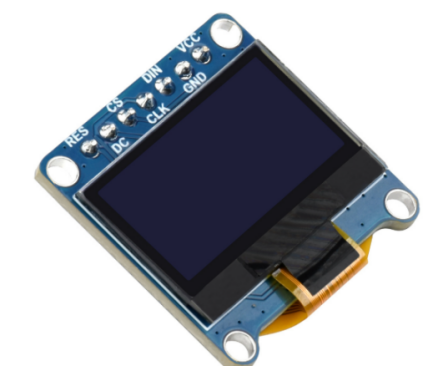 RES
DC
CS
CLK
DIN
GND
VCC